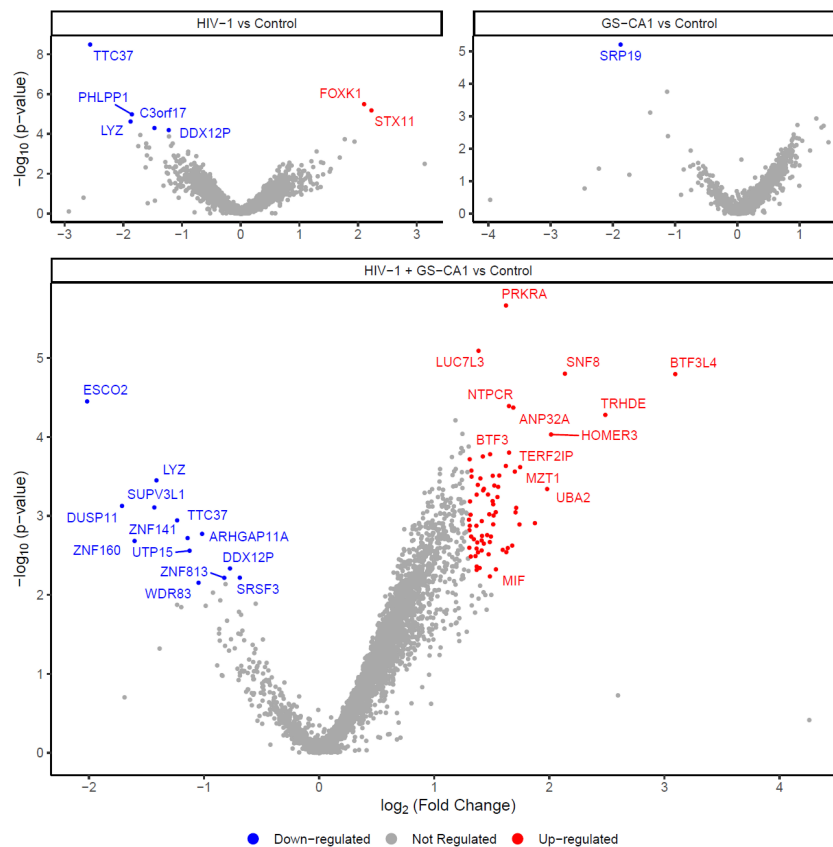 HIV−1 vs Control
GS−CA1 vs Control
TTC37
PHLPP1
C3orf17
LYZ
DDX12P
FOXK1
STX11
SRP19
−log10 (p−value)
8
6
4
2
0
5
4
3
2
1
0
−3
−2
−1
0
1
2
3
−4
−3
−2
−1
0
1
HIV−1 + GS−CA1 vs Control
PRKRA
LUC7L3
SNF8
BTF3L4
ESCO2
NTPCR
TRHDE
ANP32A
HOMER3
BTF3
TERF2IP
LYZ
MZT1
SUPV3L1
UBA2
DUSP11
TTC37
ZNF141
ARHGAP11A
ZNF160
UTP15
DDX12P
ZNF813
MIF
WDR83
SRSF3
−log10 (p−value)
5
4
3
2
1
0
−2
−1
0
1
2
3
4
log2 (Fold Change)
Down−regulated
Not Regulated
Up−regulated